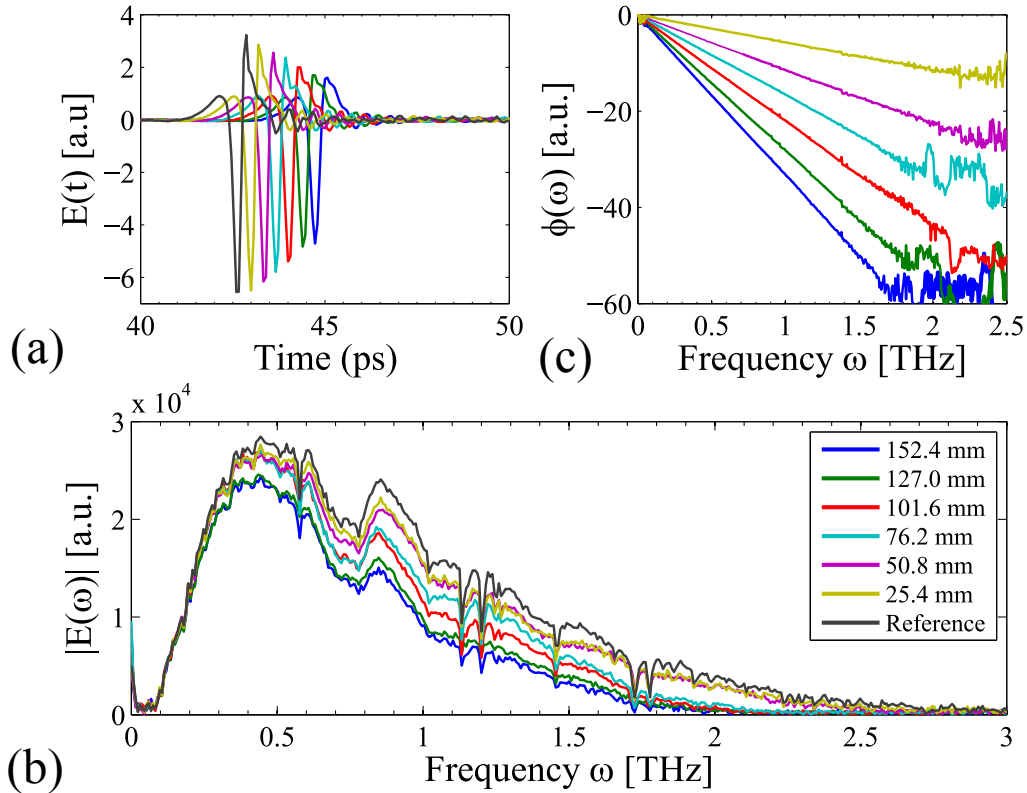 E(t) [a.u]
4
2
0
−2
−4
−6
40
45
50
Time (ps)
(a)
ϕ(ω) [a.u.]
0
−20
−40
−60
0
0.5
1
1.5
2
2.5
Frequency ω [THz]
(c)
x 10⁴
|E(ω)| [a.u.]
3
2
1
0
0
0.5
1
1.5
2
2.5
3
Frequency ω [THz]
(b)
152.4 mm
127.0 mm
101.6 mm
76.2 mm
50.8 mm
25.4 mm
Reference